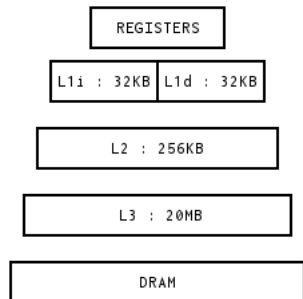 REGISTERS
L1i : 32KB L1d : 32KB
L2 : 256KB
L3 : 20MB
DRAM